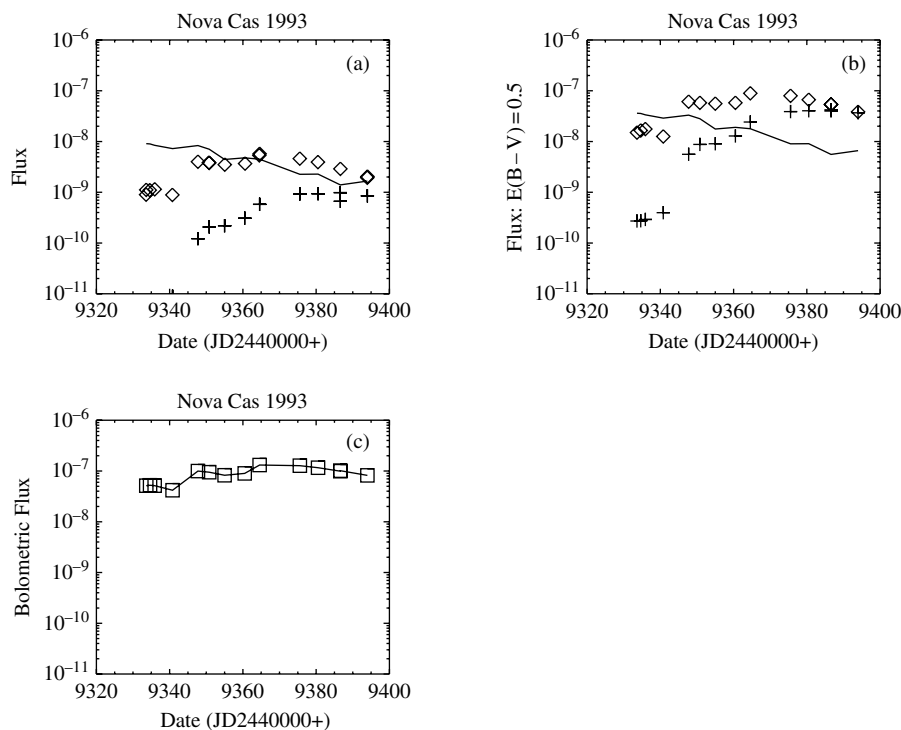 Nova Cas 1993
(a)
Flux
10⁻⁶
10⁻⁷
10⁻⁸
10⁻⁹
10⁻¹⁰
10⁻¹¹
9320 9340 9360 9380 9400
Date (JD2440000+)
Nova Cas 1993
(b)
Flux: E(B − V) = 0.5
10⁻⁶
10⁻⁷
10⁻⁸
10⁻⁹
10⁻¹⁰
10⁻¹¹
9320 9340 9360 9380 9400
Date (JD2440000+)
Nova Cas 1993
(c)
Bolometric Flux
10⁻⁶
10⁻⁷
10⁻⁸
10⁻⁹
10⁻¹⁰
10⁻¹¹
9320 9340 9360 9380 9400
Date (JD2440000+)